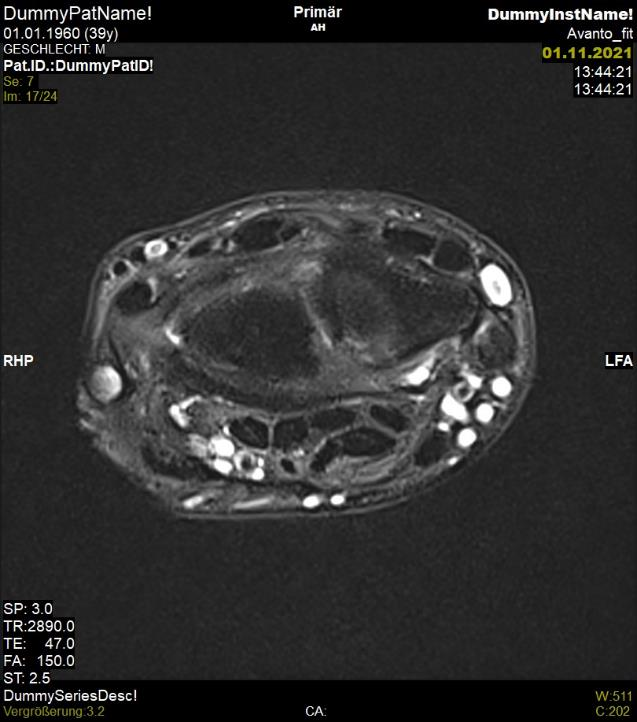 DummyPatName!
01.01.1960 (39y)
GESCHLECHT: M
Pat.ID.:DummyPatID!
Se: 7
Im: 17/24
Primär
AH
DummyInstName!
Avanto_fit
01.11.2021
13:44:21
13:44:21
RHP
LFA
SP: 3.0
TR:2890.0
TE: 47.0
FA: 150.0
ST: 2.5
DummySeriesDesc!
Vergrößerung:3.2
CA:
W:511
C:202